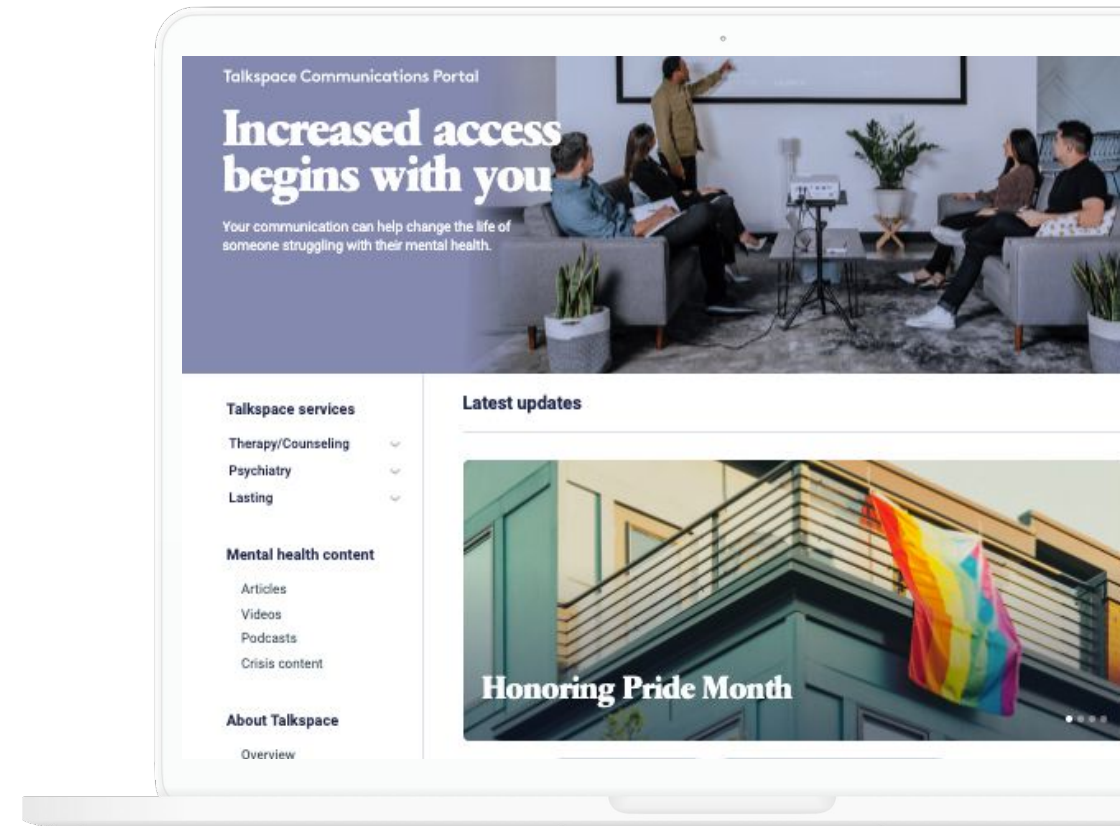 Talkspace Communications Portal
Increased access
begins with you
Your communication can help change the life of
someone struggling with their mental health.
Talkspace services
Therapy/Counseling
Psychiatry
Lasting
Mental health content
Articles
Videos
Podcasts
Crisis content
About Talkspace
Overview
Latest updates
Honoring Pride Month